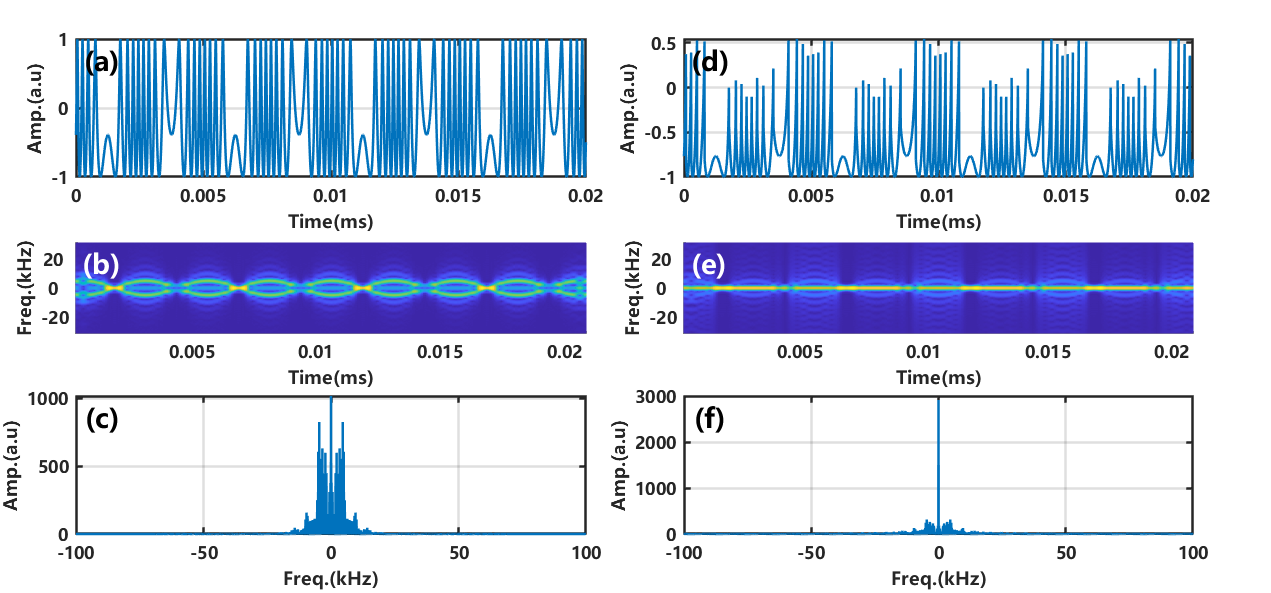 (a)
Amp.(a.u)
1
0
-1
0 0.005 0.01 0.015 0.02
Time(ms)
(d)
Amp.(a.u)
0.5
0
-0.5
-1
0 0.005 0.01 0.015 0.02
Time(ms)
(b)
Freq.(kHz)
20
0
-20
0.005 0.01 0.015 0.02
Time(ms)
(e)
Freq.(kHz)
20
0
-20
0.005 0.01 0.015 0.02
Time(ms)
(c)
Amp.(a.u)
1000
500
0
-100 -50 0 50 100
Freq.(kHz)
(f)
Amp.(a.u)
3000
2000
1000
0
-100 -50 0 50 100
Freq.(kHz)